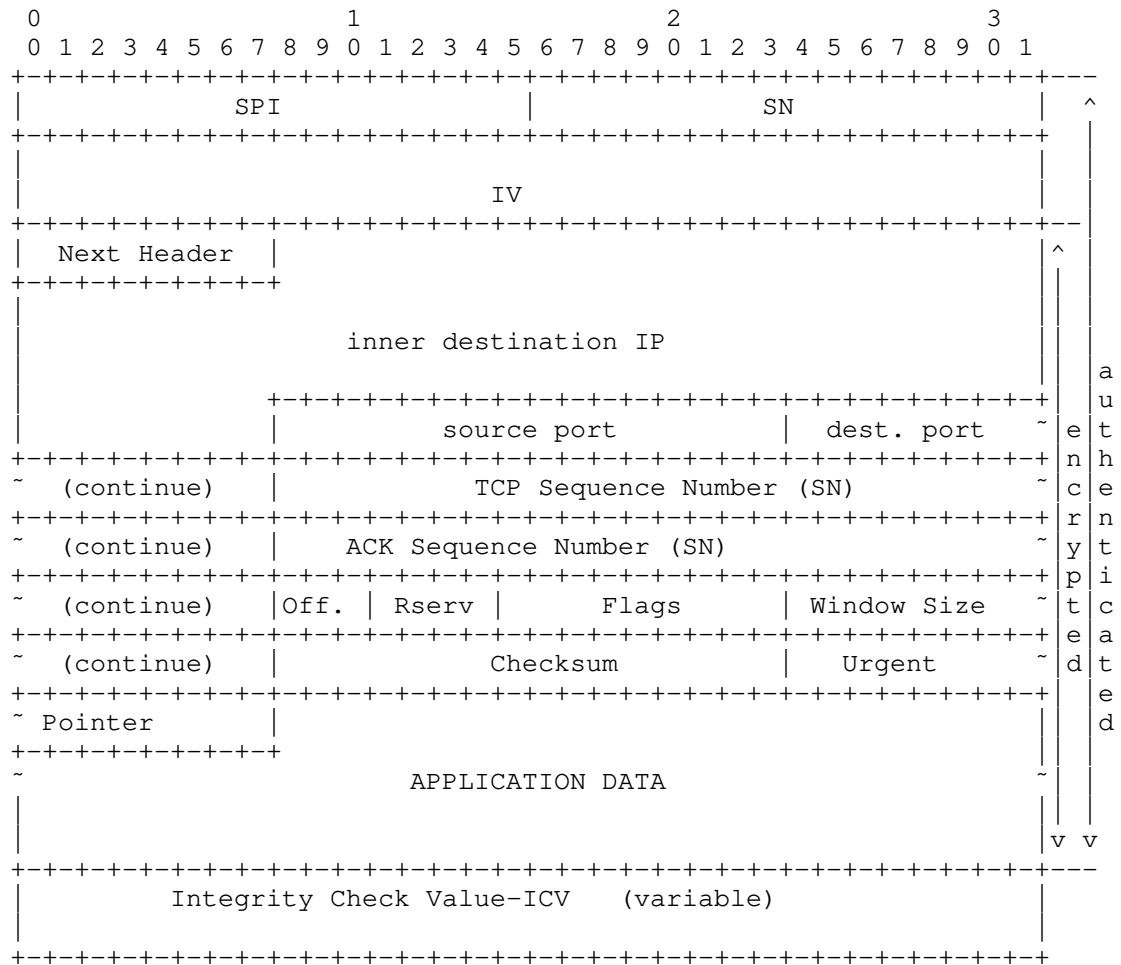 0                   1                   2                   3
0 1 2 3 4 5 6 7 8 9 0 1 2 3 4 5 6 7 8 9 0 1 2 3 4 5 6 7 8 9 0 1
+-+-+-+-+-+-+-+-+-+-+-+-+-+-+-+-+-+-+-+-+-+-+-+-+-+-+-+-+-+-+-+-+---
|             SPI               |              SN               |  ^
+-+-+-+-+-+-+-+-+-+-+-+-+-+-+-+-+-+-+-+-+-+-+-+-+-+-+-+-+-+-+-+-+  |
|                                                               |  |
|                             IV                                |  |
+-+-+-+-+-+-+-+-+-+-+-+-+-+-+-+-+-+-+-+-+-+-+-+-+-+-+-+-+-+-+-+-+--|
|  Next Header  |                                               |^ |
+-+-+-+-+-+-+-+-+                                               || |
|                                                               || |
|                    inner destination IP                       || |
|                                                               || |a
|               +-+-+-+-+-+-+-+-+-+-+-+-+-+-+-+-+-+-+-+-+-+-+-+-+| |u
|               |          source port          |  dest. port   ~|e|t
+-+-+-+-+-+-+-+-+-+-+-+-+-+-+-+-+-+-+-+-+-+-+-+-+-+-+-+-+-+-+-+-+|n|h
~  (continue)   |            TCP Sequence Number (SN)           ~|c|e
+-+-+-+-+-+-+-+-+-+-+-+-+-+-+-+-+-+-+-+-+-+-+-+-+-+-+-+-+-+-+-+-+|r|n
~  (continue)   |    ACK Sequence Number (SN)                   ~|y|t
+-+-+-+-+-+-+-+-+-+-+-+-+-+-+-+-+-+-+-+-+-+-+-+-+-+-+-+-+-+-+-+-+|p|i
~  (continue)   |Off. | Rserv |      Flags      |  Window Size  ~|t|c
+-+-+-+-+-+-+-+-+-+-+-+-+-+-+-+-+-+-+-+-+-+-+-+-+-+-+-+-+-+-+-+-+|e|a
~  (continue)   |             Checksum          |   Urgent      ~|d|t
+-+-+-+-+-+-+-+-+-+-+-+-+-+-+-+-+-+-+-+-+-+-+-+-+-+-+-+-+-+-+-+-+| |e
~ Pointer       |                                               || |d
+-+-+-+-+-+-+-+-+                                               || |
~                        APPLICATION DATA                       ~| |
|                                                               || |
|                                                               |v v
+-+-+-+-+-+-+-+-+-+-+-+-+-+-+-+-+-+-+-+-+-+-+-+-+-+-+-+-+-+-+-+-+---
|         Integrity Check Value-ICV   (variable)                |
|                                                               |
+-+-+-+-+-+-+-+-+-+-+-+-+-+-+-+-+-+-+-+-+-+-+-+-+-+-+-+-+-+-+-+-+